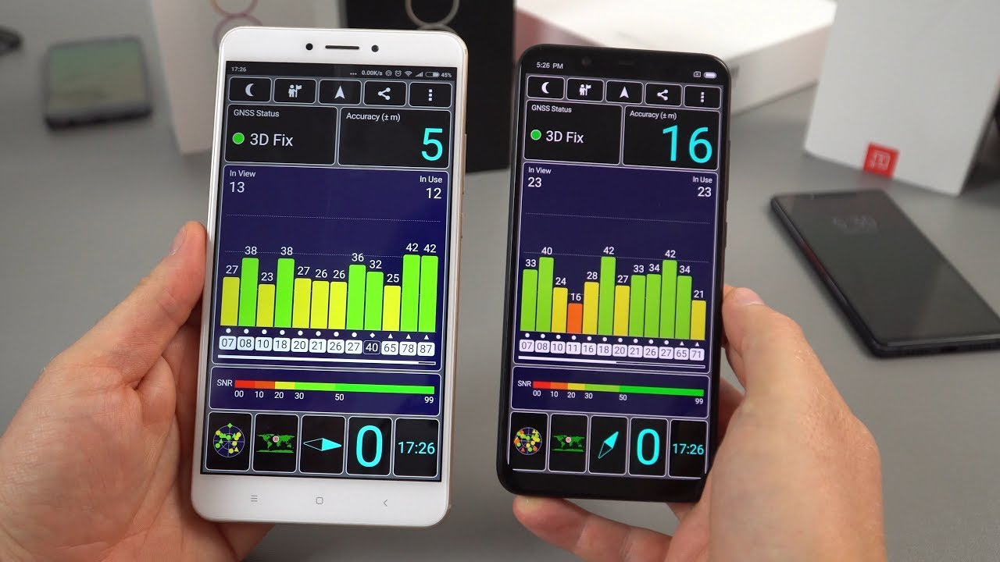 17:26 ... 0.00K/s 45%
GNSS Status
3D Fix
Accuracy (± m)
5
In View
13
In Use
12
27 38 23 38 27 26 26 36 32 25 42 42
07 08 10 18 20 21 26 27 40 65 78 87
SNR
00 10 20 30 50 99
0
17:26
5:26 PM
GNSS Status
3D Fix
Accuracy (± m)
16
In View
23
In Use
23
33 40 24 16 28 42 27 33 34 42 34 21
07 08 10 11 16 18 20 21 26 27 65 71
SNR
00 10 20 30 50 99
0
17:26
8
8